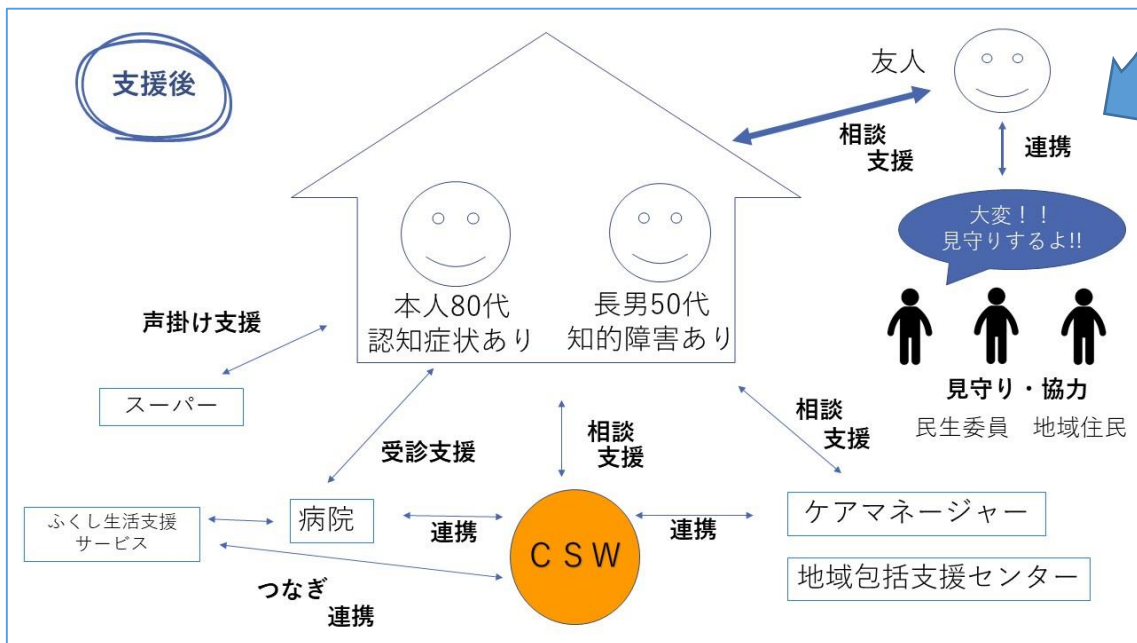 支援後
友人
相談
支援
連携
大変！！
見守りするよ!!
本人80代
認知症状あり
長男50代
知的障害あり
声掛け支援
スーパー
見守り・協力
民生委員　地域住民
受診支援
相談
支援
相談
支援
ふくし生活支援
サービス
病院
連携
CSW
連携
ケアマネージャー
地域包括支援センター
つなぎ
連携